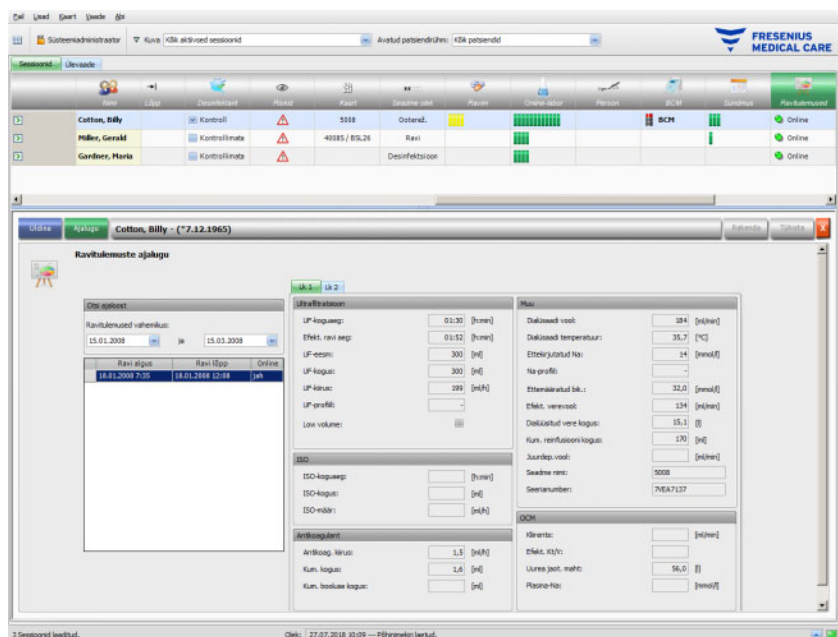 Fail Uued Kaart Vaade Abi
Süsteemiadministraator Kuva: Kõik aktiivsed sessioonid Avatud patsiendirühm: Kõik patsiendid
FRESENIUS
MEDICAL CARE
Sessioonid Ülevaade
New Lõpp Desinfektant Riskid Kaart Seadme olek Ravim Online-labor Person BCM Sündmus Ravitulemused
Cotton, Billy Kontroll 5008 Ooterež. BCM Online
Miller, Gerald Kontrollimata 4008S / BSL26 Ravi Online
Gardner, Maria Kontrollimata Desinfektsioon Online
Üldine Ajalugu Cotton, Billy - (*7.12.1965) Rakenda Tühista X
Ravitulemuste ajalugu
Lk 1 Lk 2
Otsi ajaloost
Ravitulemused vahemikus:
15.01.2008 ja 15.03.2008
Ravi algus Ravi lõpp Online
18.01.2008 7:35 18.01.2008 12:08 jah
Ultrafiltratsioon
UF-koguaeg: 01:30 [h:min]
Efekt. ravi aeg: 01:52 [h:min]
UF-eesm: 300 [ml]
UF-kogus: 300 [ml]
UF-kiirus: 199 [ml/h]
UF-profiil: -
Low volume:
ISO
ISO-koguaeg: [h:min]
ISO-kogus: [ml]
ISO-määr: [ml/h]
Antikoagulant
Antikoag. kiirus: 1,5 [ml/h]
Kum. kogus: 1,6 [ml]
Kum. booluse kogus: [ml]
Muu
Dialüsaadi vool: 184 [ml/min]
Dialüsaadi temperatuur: 35,7 [°C]
Ettekirjutatud Na: 14 [mmol/l]
Na-profiil: -
Ettemääratud bik.: 32,0 [mmol/l]
Efekt. verevool: 134 [ml/min]
Dialüüsitud vere kogus: 15,1 [l]
Kum. reinfusiooni kogus: 170 [ml]
Juurdep.vool: [ml/min]
Seadme nimi: 5008
Seerianumber: 7VEA7137
OCM
Kliirents: [ml/min]
Efekt. Kt/V:
Uurea jaot. maht: 56,0 [l]
Plasma-Na: [mmol/l]
3 Sessioonid laaditud. Olek: 27.07.2018 10:09 --- Põhimenüü laetud.